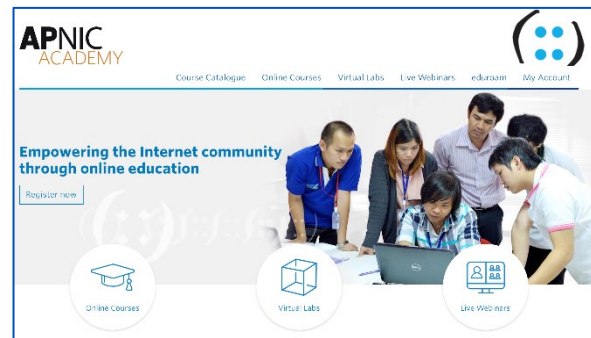 APNIC
ACADEMY
Course Catalogue Online Courses Virtual Labs Live Webinars eduroam My Account
Empowering the Internet community
through online education
Register now
Online Courses Virtual Labs Live Webinars